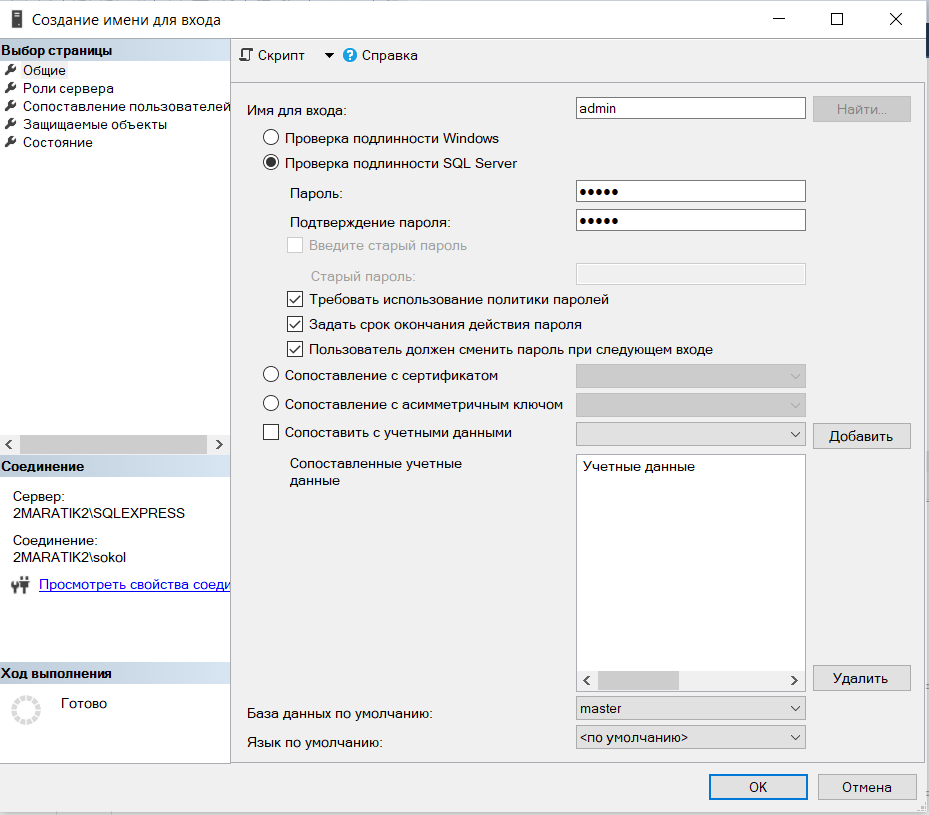 Создание имени для входа
Выбор страницы
Общие
Роли сервера
Сопоставление пользователей
Защищаемые объекты
Состояние
Соединение
Сервер:
2MARATIK2\SQLEXPRESS
Соединение:
2MARATIK2\sokol
Просмотреть свойства соеди
Ход выполнения
Готово
Скрипт
Справка
Имя для входа:
admin
Найти...
Проверка подлинности Windows
Проверка подлинности SQL Server
Пароль:
●●●●●
Подтверждение пароля:
●●●●●
Введите старый пароль
Старый пароль:
Требовать использование политики паролей
Задать срок окончания действия пароля
Пользователь должен сменить пароль при следующем входе
Сопоставление с сертификатом
Сопоставление с асимметричным ключом
Сопоставить с учетными данными
Добавить
Сопоставленные учетные
данные
Учетные данные
Удалить
База данных по умолчанию:
master
Язык по умолчанию:
<по умолчанию>
OK
Отмена